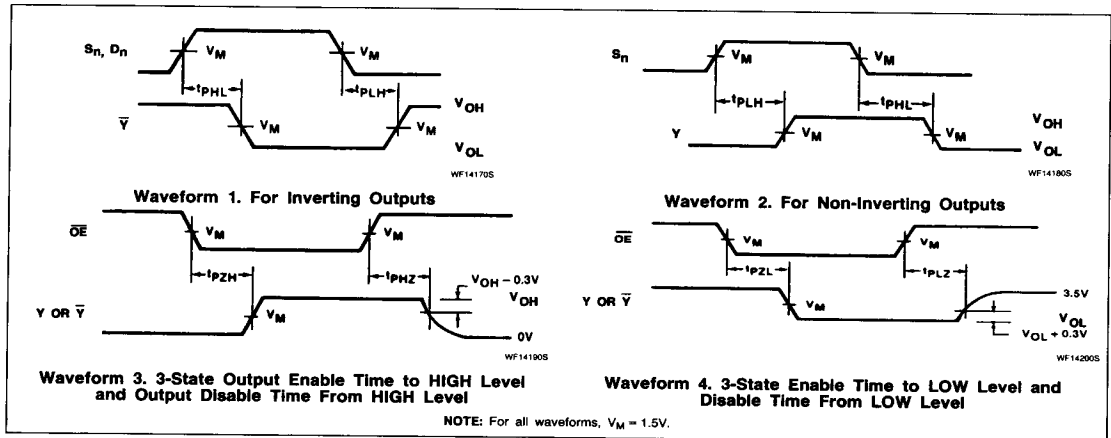 Sn, Dn
VM
VM
tPHL
tPLH
VOH
Y̅
VM
VM
VOL
WF14170S
Waveform 1. For Inverting Outputs
Sn
VM
VM
tPLH
tPHL
VOH
Y
VM
VM
VOL
WF14180S
Waveform 2. For Non-Inverting Outputs
O̅E̅
VM
VM
tPZH
tPHZ
VOH – 0.3V
VOH
Y OR Y̅
VM
0V
WF14190S
Waveform 3. 3-State Output Enable Time to HIGH Level
and Output Disable Time From HIGH Level
O̅E̅
VM
VM
tPZL
tPLZ
Y OR Y̅
3.5V
VM
VOL
VOL + 0.3V
WF14200S
Waveform 4. 3-State Enable Time to LOW Level and
Disable Time From LOW Level
NOTE: For all waveforms, VM = 1.5V.